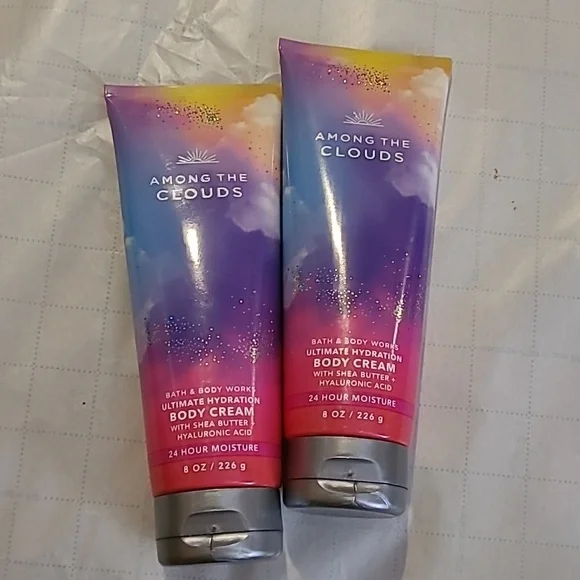 AMONG THE
CLOUDS
BATH & BODY WORKS
ULTIMATE HYDRATION
BODY CREAM
WITH SHEA BUTTER +
HYALURONIC ACID
24 HOUR MOISTURE
8 OZ / 226 g
AMONG THE
CLOUDS
BATH & BODY WORKS
ULTIMATE HYDRATION
BODY CREAM
WITH SHEA BUTTER +
HYALURONIC ACID
24 HOUR MOISTURE
8 OZ / 226 g